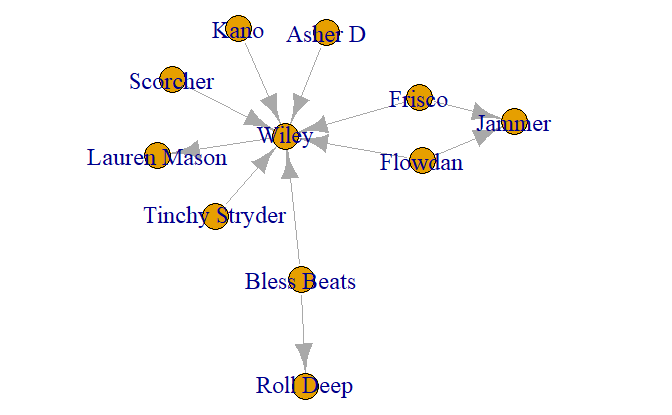 Kano
Asher D
Scorcher
Frisco
Jammer
Wiley
Lauren Mason
Flowdan
Tinchy Stryder
Bless Beats
Roll Deep